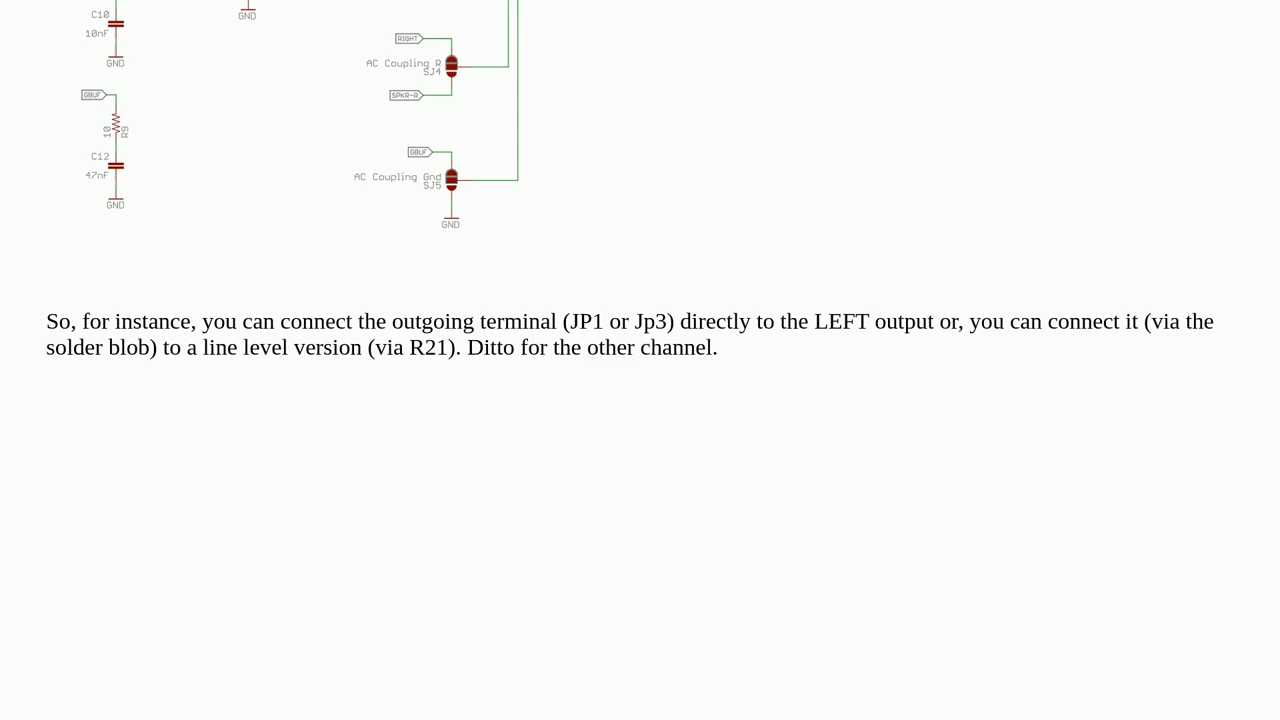 C10
10nF
GND
GND
RIGHT
AC Coupling R
SJ4
SPKR-R
GBUF
10
R9
C12
47nF
GND
GBUF
AC Coupling Gnd
SJ5
GND
So, for instance, you can connect the outgoing terminal (JP1 or Jp3) directly to the LEFT output or, you can connect it (via the
solder blob) to a line level version (via R21). Ditto for the other channel.